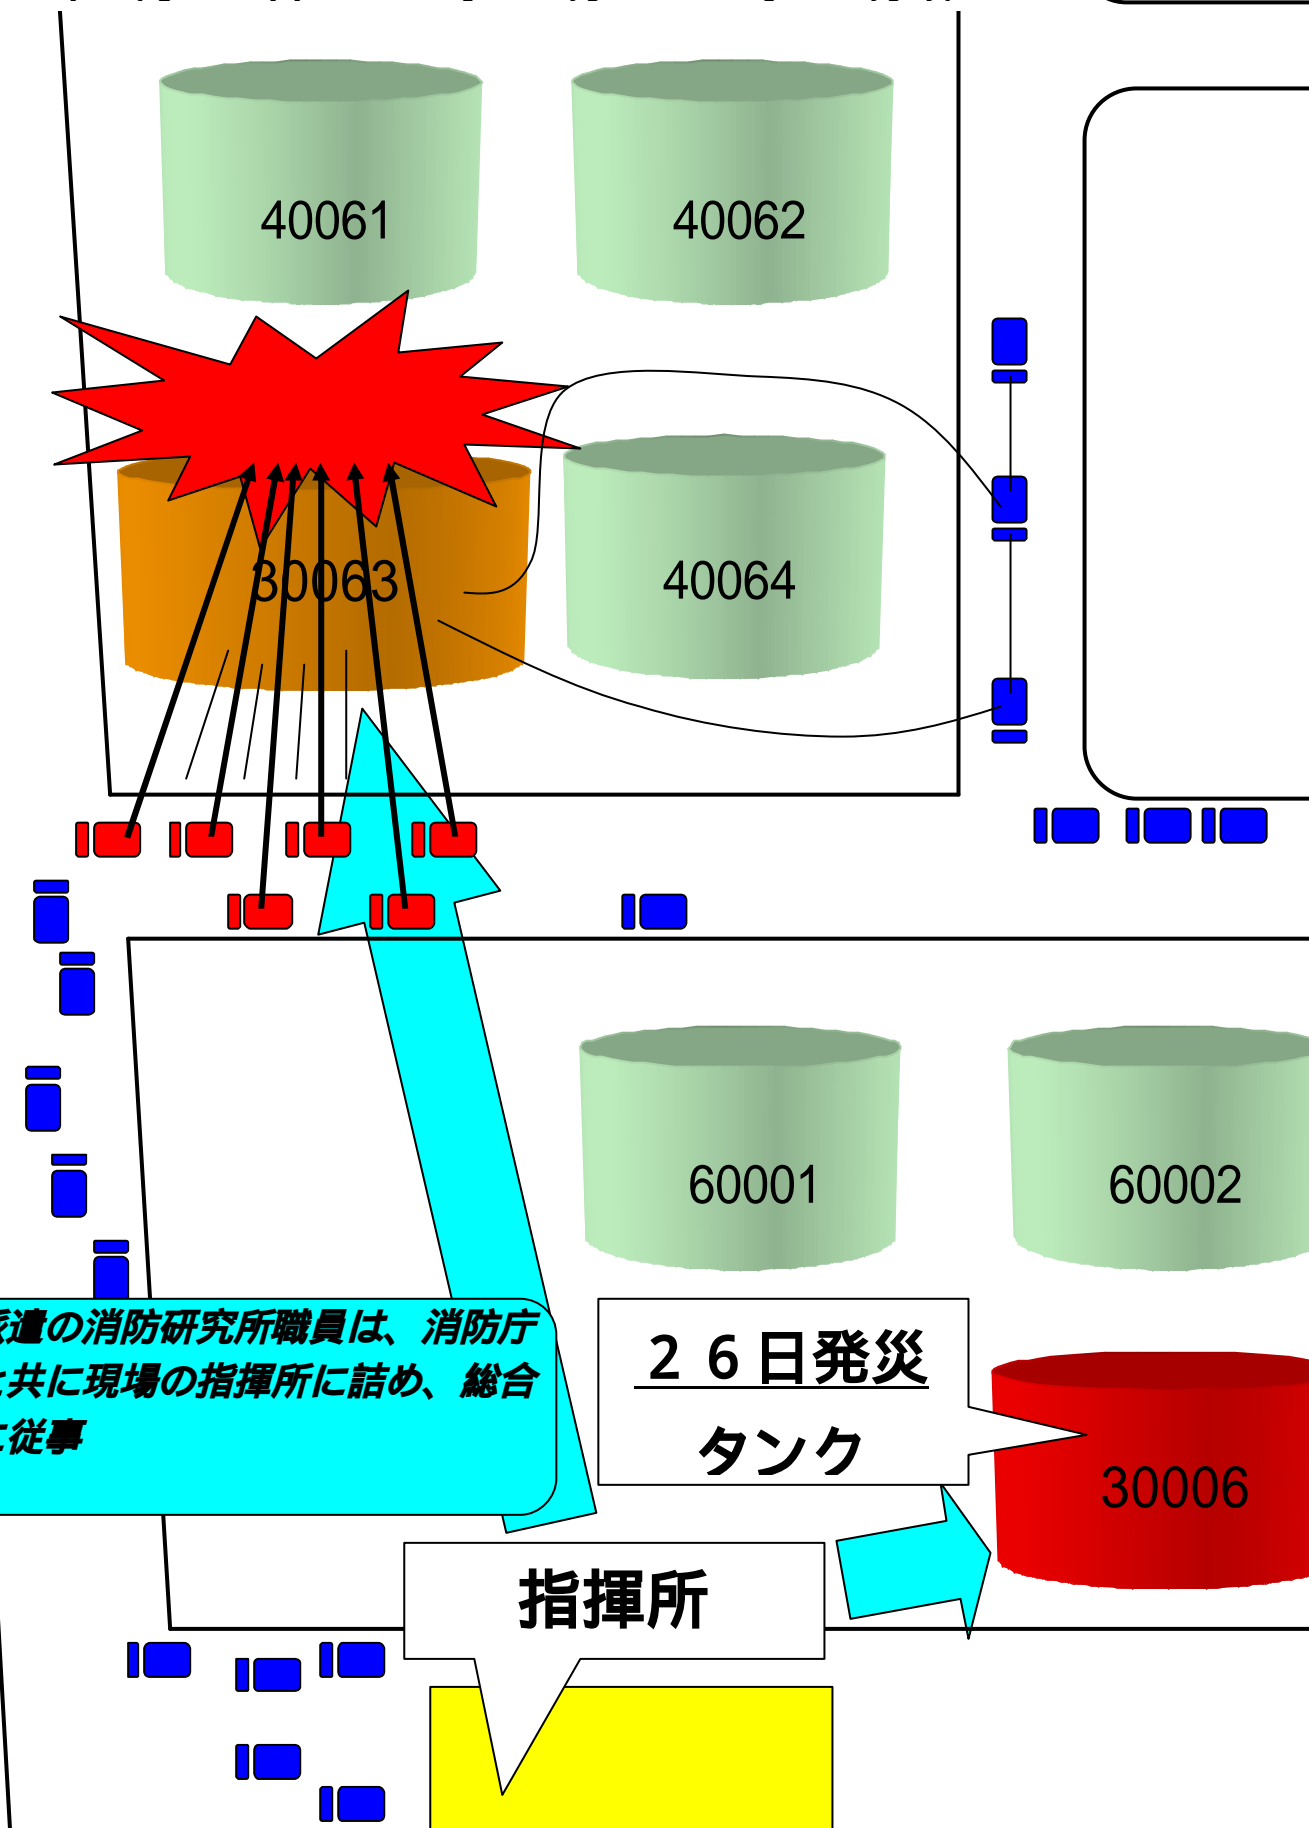 40061
40062
30063
40064
60001
60002
遣の消防研究所職員は、消防庁
共に現場の指揮所に詰め、総合
従事
26日発災
タンク
30006
指揮所